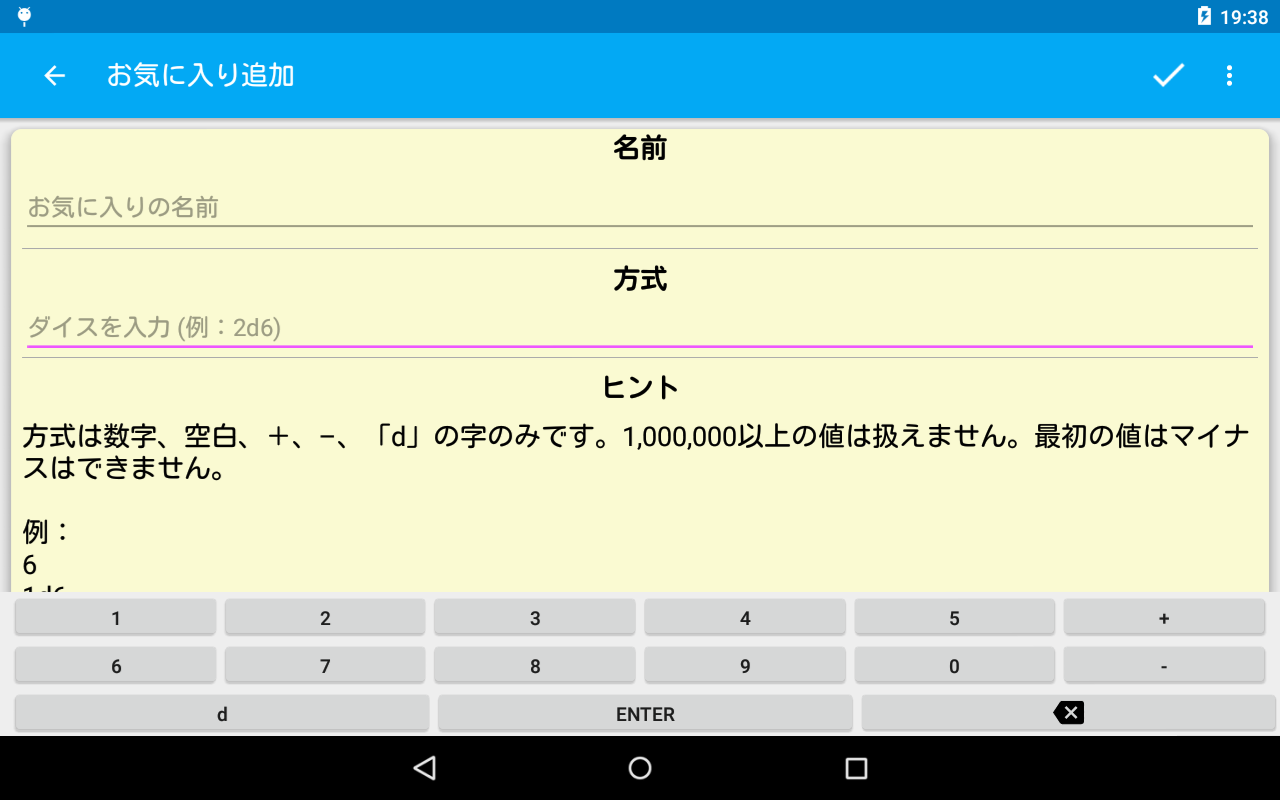 19:38
お気に入り追加
名前
お気に入りの名前
方式
ダイスを入力 (例：2d6)
ヒント
方式は数字、空白、＋、−、「d」の字のみです。1,000,000以上の値は扱えません。最初の値はマイナ
スはできません。
例：
6
1d6
1 2 3 4 5 +
6 7 8 9 0 -
d ENTER